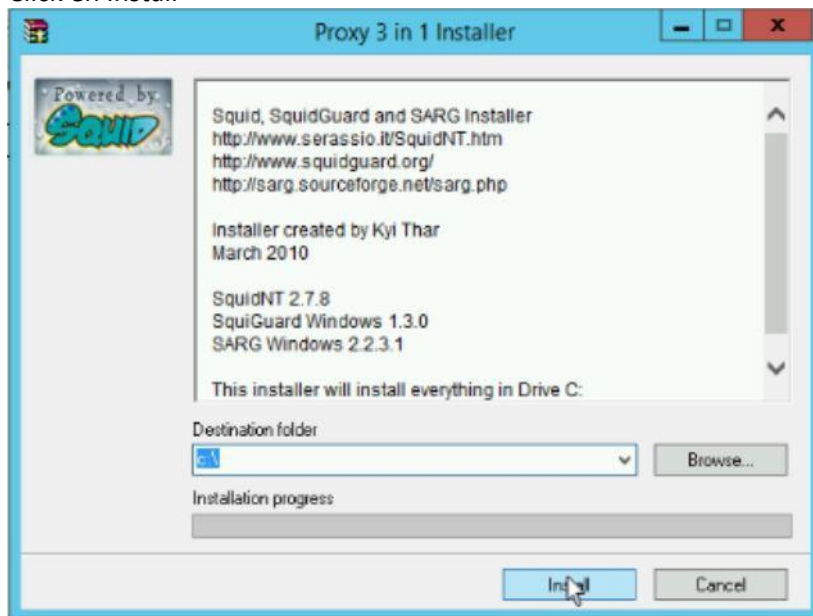 Click on Install
Proxy 3 in 1 Installer
Powered by
SQUID
Squid, SquidGuard and SARG Installer
http://www.serassio.it/SquidNT.htm
http://www.squidguard.org/
http://sarg.sourceforge.net/sarg.php
Installer created by Kyi Thar
March 2010
SquidNT 2.7.8
SquiGuard Windows 1.3.0
SARG Windows 2.2.3.1
This installer will install everything in Drive C:
Destination folder
c:\
Browse...
Installation progress
Install
Cancel